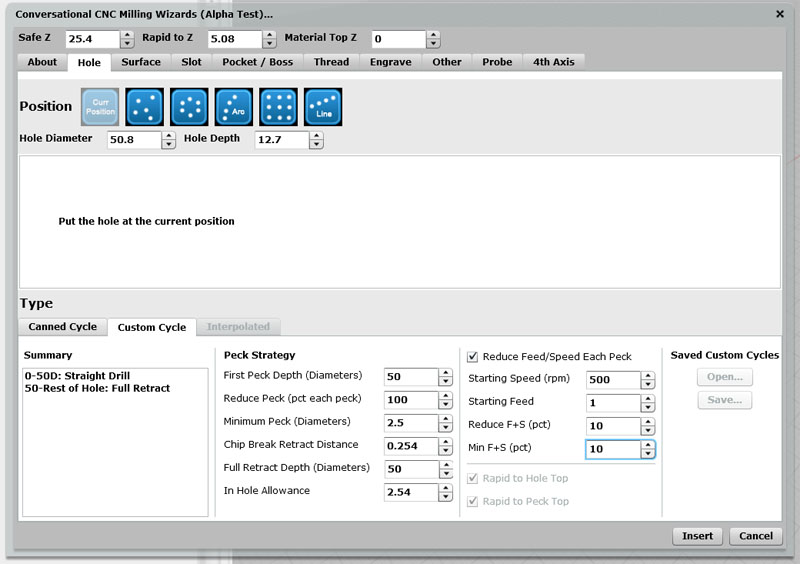 Conversational CNC Milling Wizards (Alpha Test)...
Safe Z 25.4 Rapid to Z 5.08 Material Top Z 0
About Hole Surface Slot Pocket / Boss Thread Engrave Other Probe 4th Axis
Position Curr Position Arc Line
Hole Diameter 50.8 Hole Depth 12.7
Put the hole at the current position
Type
Canned Cycle Custom Cycle Interpolated
Summary
0-50D: Straight Drill
50-Rest of Hole: Full Retract
Peck Strategy
First Peck Depth (Diameters) 50
Reduce Peck (pct each peck) 100
Minimum Peck (Diameters) 2.5
Chip Break Retract Distance 0.254
Full Retract Depth (Diameters) 50
In Hole Allowance 2.54
Reduce Feed/Speed Each Peck
Starting Speed (rpm) 500
Starting Feed 1
Reduce F+S (pct) 10
Min F+S (pct) 10
Rapid to Hole Top
Rapid to Peck Top
Saved Custom Cycles
Open...
Save...
Insert Cancel